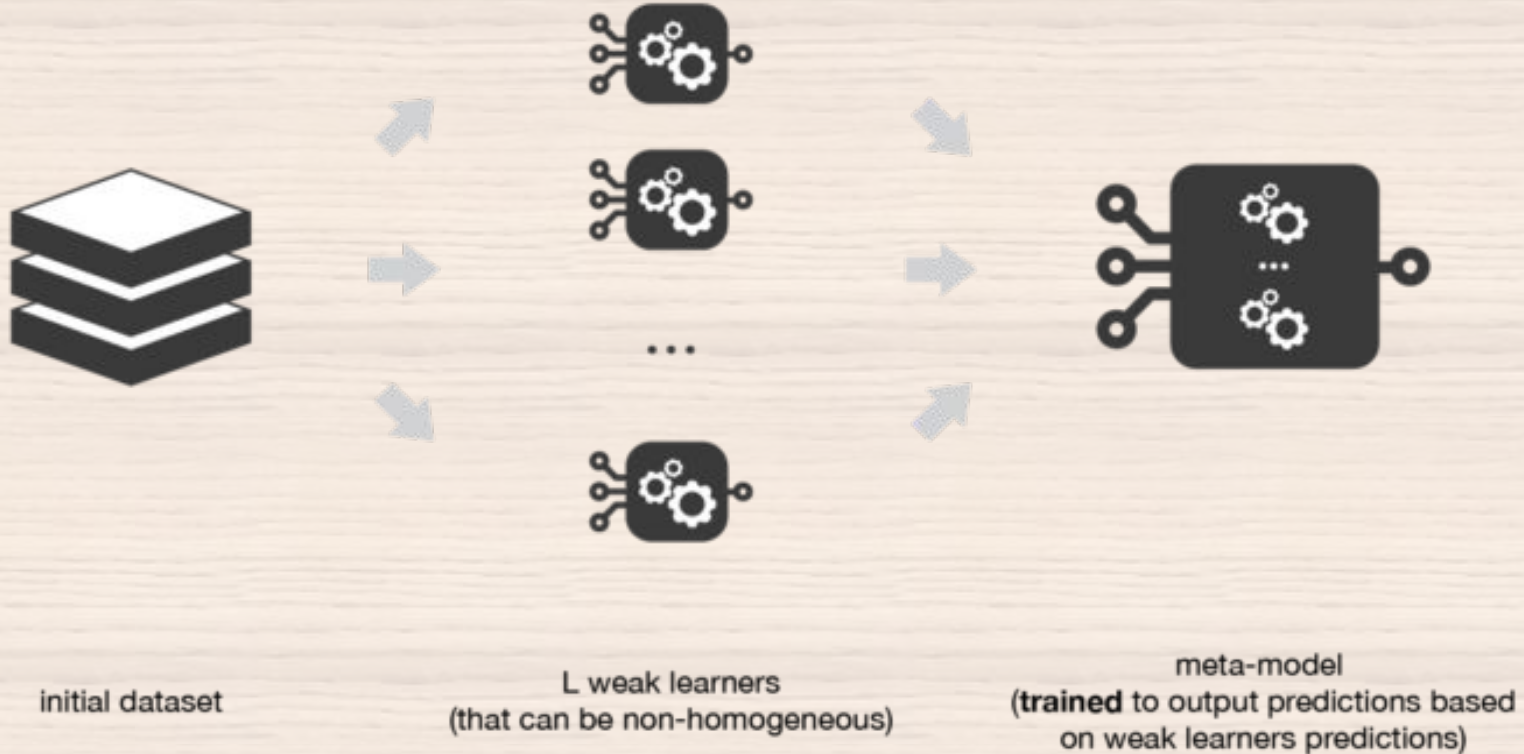 ...
initial dataset
L weak learners
(that can be non-homogeneous)
meta-model
(trained to output predictions based
on weak learners predictions)
...